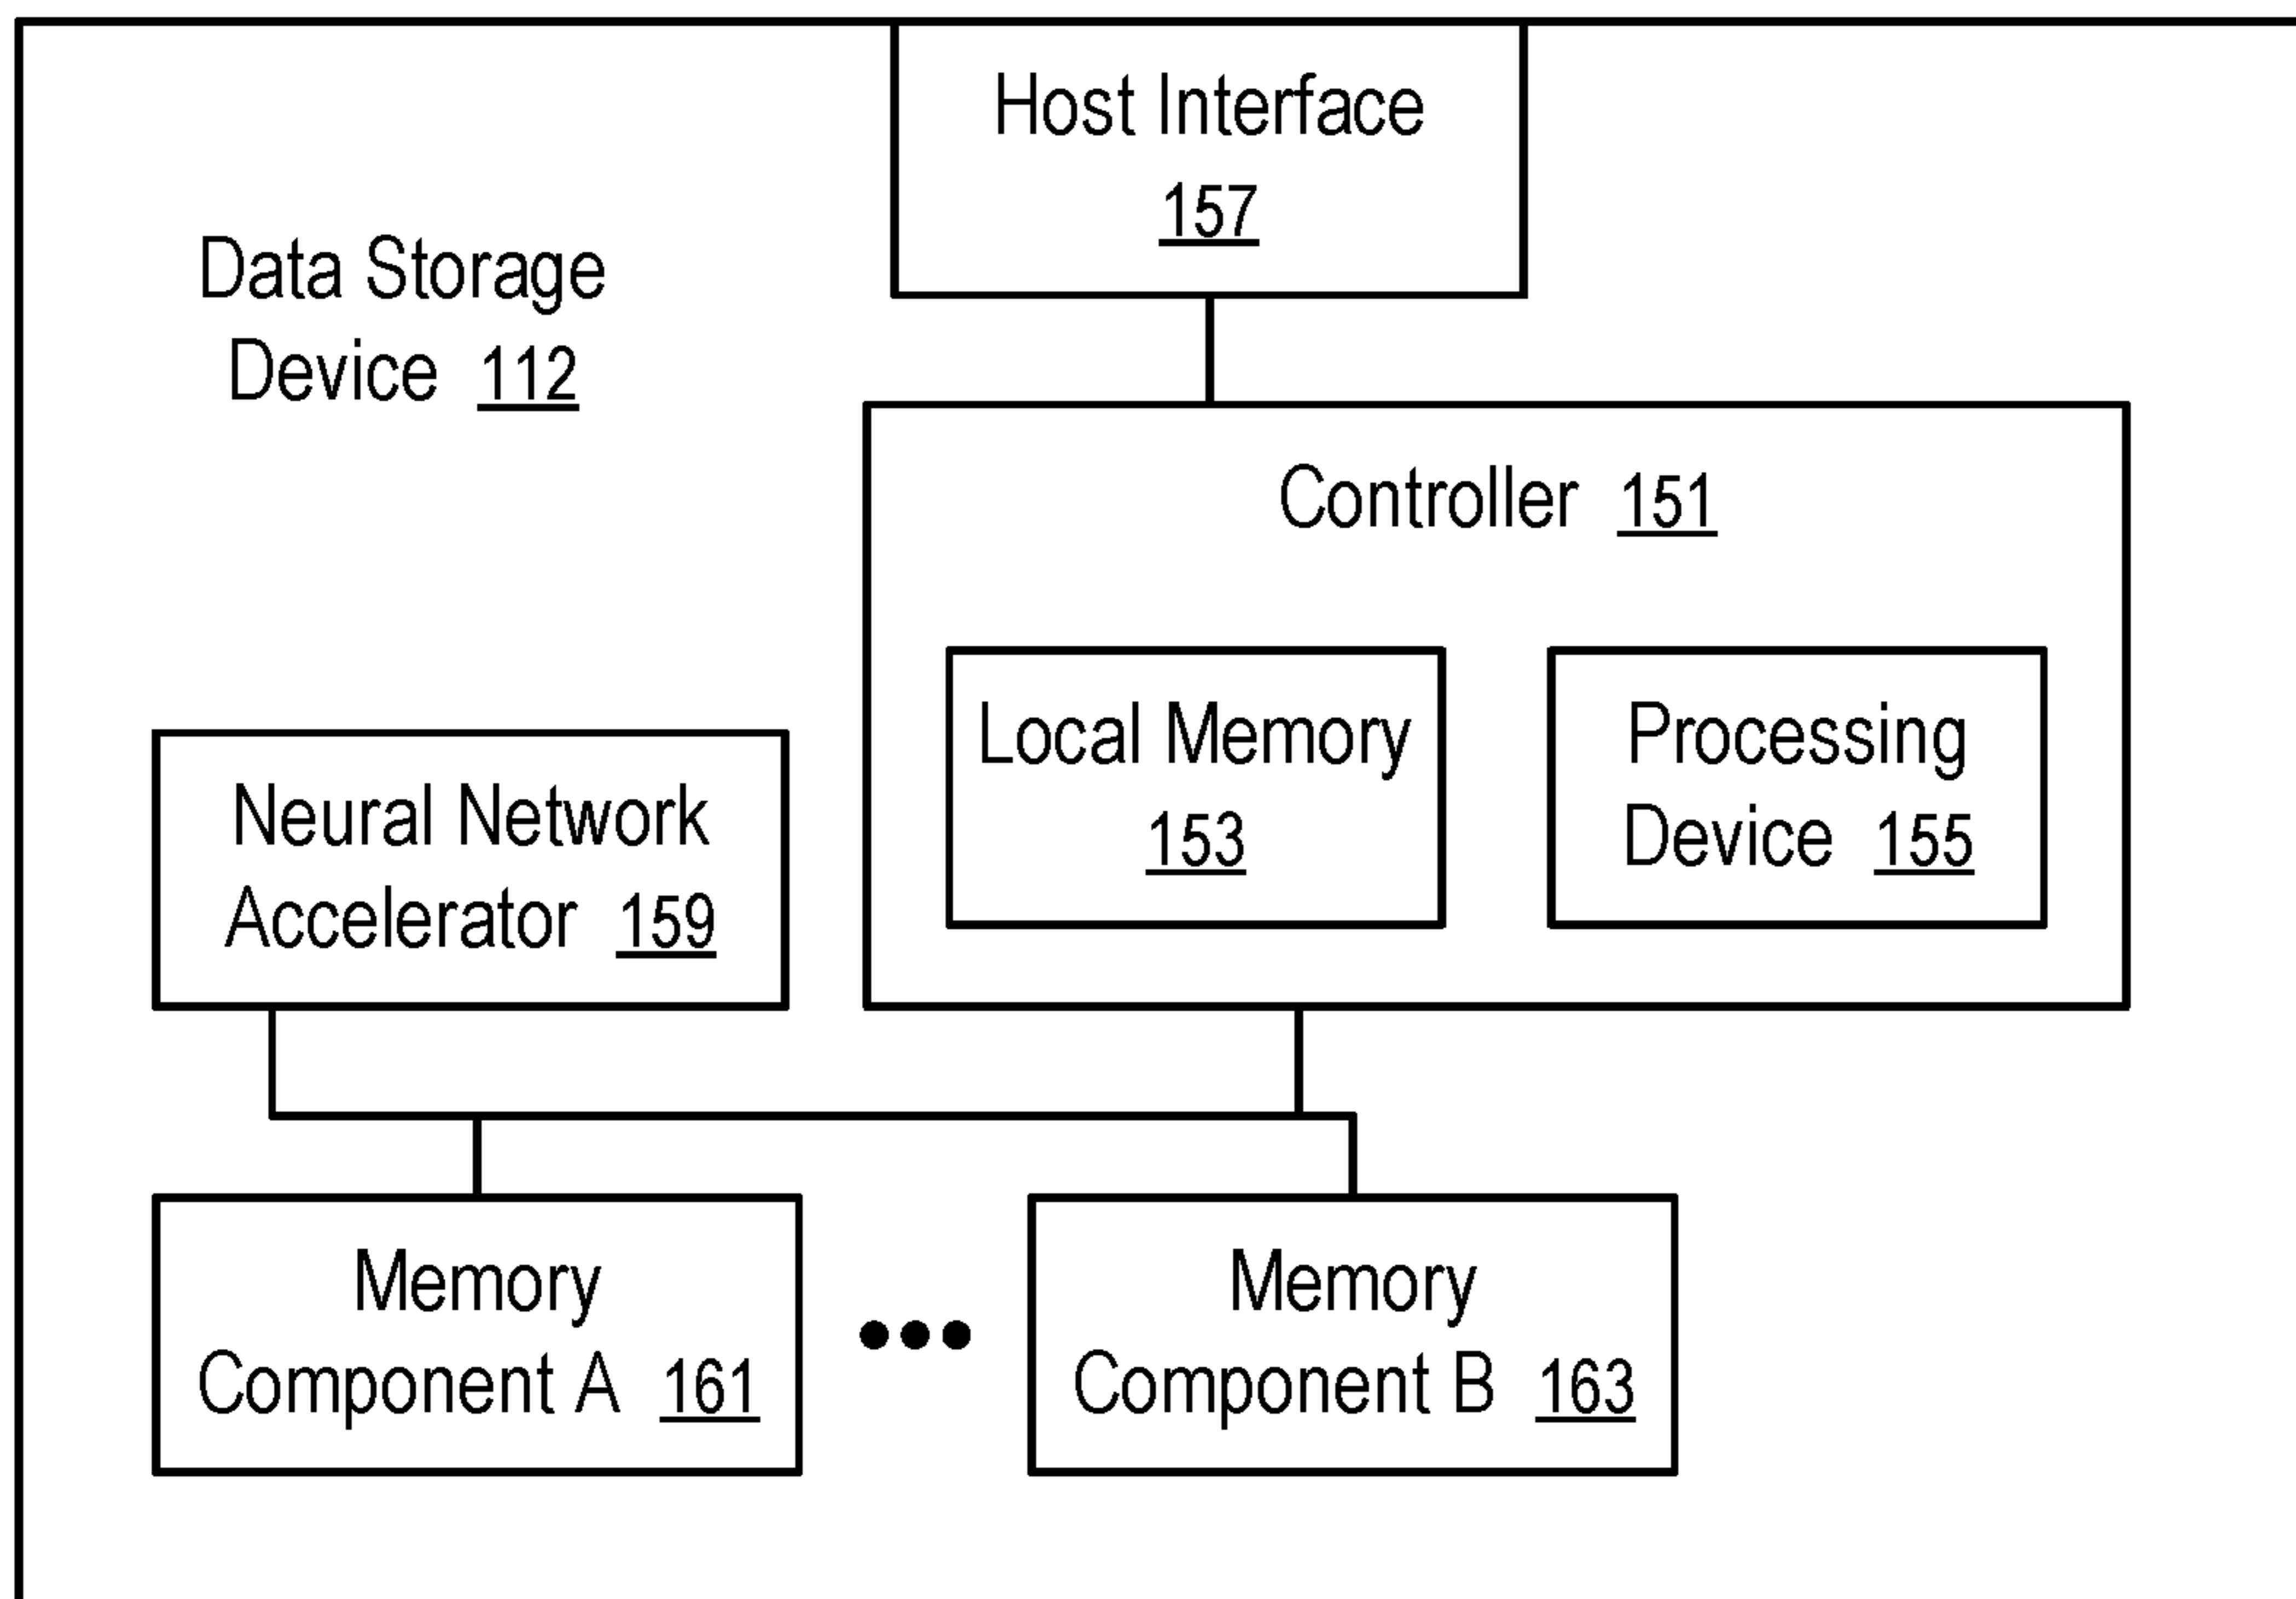 Host Interface
157
Data Storage
Device 112
Controller 151
Local Memory
153
Processing
Device 155
Neural Network
Accelerator 159
Memory
Component A 161
Memory
Component B 163